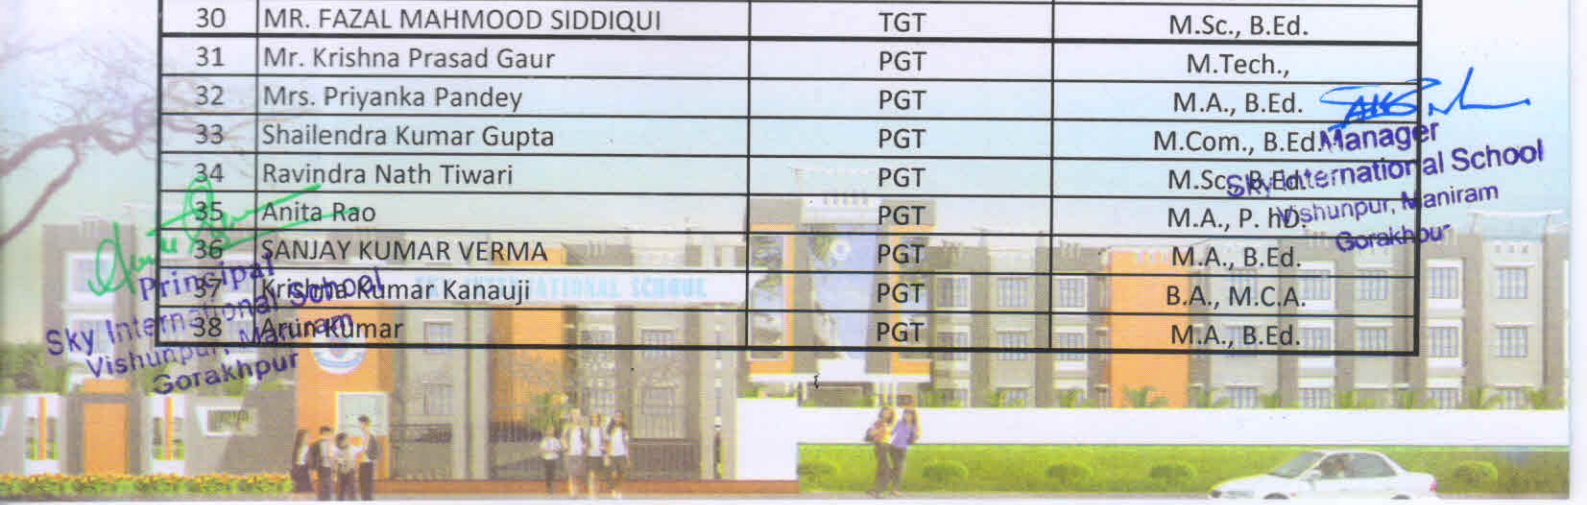 30 MR. FAZAL MAHMOOD SIDDIQUI TGT M.Sc., B.Ed.
31 Mr. Krishna Prasad Gaur PGT M.Tech.,
32 Mrs. Priyanka Pandey PGT M.A., B.Ed.
33 Shailendra Kumar Gupta PGT M.Com., B.Ed.
34 Ravindra Nath Tiwari PGT M.Sc., B.Ed.
35 Anita Rao PGT M.A., P. hD.
36 SANJAY KUMAR VERMA PGT M.A., B.Ed.
37 Krishna Kumar Kanauji PGT B.A., M.C.A.
38 Arun Kumar PGT M.A., B.Ed.
Manager
Sky International School
Vishunpur, Maniram
Gorakhpur
Principal
Sky International School
Vishunpur, Maniram
Gorakhpur
SKY INTERNATIONAL SCHOOL